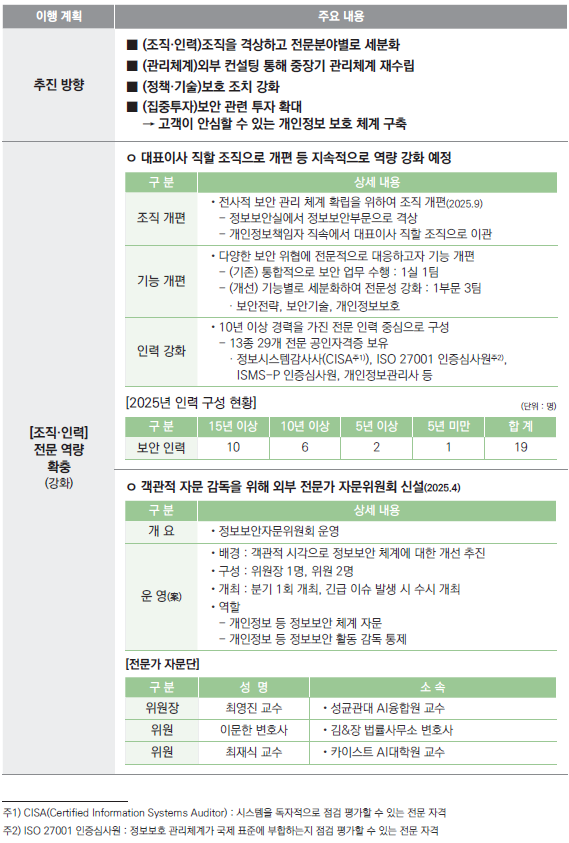 이행 계획 주요 내용
추진 방향
■ (조직·인력)조직을 격상하고 전문분야별로 세분화
■ (관리체계)외부 컨설팅 통해 중장기 관리체계 재수립
■ (정책·기술)보호 조치 강화
■ (집중투자)보안 관련 투자 확대
→ 고객이 안심할 수 있는 개인정보 보호 체계 구축
[조직·인력]
전문 역량
확충
(강화)
ㅇ 대표이사 직할 조직으로 개편 등 지속적으로 역량 강화 예정
구 분 상세 내용
조직 개편
• 전사적 보안 관리 체계 확립을 위하여 조직 개편(2025.9)
– 정보보안실에서 정보보안부문으로 격상
– 개인정보책임자 직속에서 대표이사 직할 조직으로 이관
기능 개편
• 다양한 보안 위협에 전문적으로 대응하고자 기능 개편
– (기존) 통합적으로 보안 업무 수행 : 1실 1팀
– (개선) 기능별로 세분화하여 전문성 강화 : 1부문 3팀
· 보안전략, 보안기술, 개인정보보호
인력 강화
• 10년 이상 경력을 가진 전문 인력 중심으로 구성
– 13종 29개 전문 공인자격증 보유
· 정보시스템감사사(CISA주1)), ISO 27001 인증심사원주2),
ISMS-P 인증심사원, 개인정보관리사 등
[2025년 인력 구성 현황]
(단위 : 명)
구 분 15년 이상 10년 이상 5년 이상 5년 미만 합 계
보안 인력 10 6 2 1 19
ㅇ 객관적 자문 감독을 위해 외부 전문가 자문위원회 신설(2025.4)
구 분 상세 내용
개 요 • 정보보안자문위원회 운영
운 영(案)
• 배경 : 객관적 시각으로 정보보안 체계에 대한 개선 추진
• 구성 : 위원장 1명, 위원 2명
• 개최 : 분기 1회 개최, 긴급 이슈 발생 시 수시 개최
• 역할
– 개인정보 등 정보보안 체계 자문
– 개인정보 등 정보보안 활동 감독 통제
[전문가 자문단]
구 분 성 명 소 속
위원장 최영진 교수 • 성균관대 AI융합원 교수
위원 이문한 변호사 • 김&장 법률사무소 변호사
위원 최재식 교수 • 카이스트 AI대학원 교수
주1) CISA(Certified Information Systems Auditor) : 시스템을 독자적으로 점검 평가할 수 있는 전문 자격
주2) ISO 27001 인증심사원 : 정보보호 관리체계가 국제 표준에 부합하는지 점검 평가할 수 있는 전문 자격